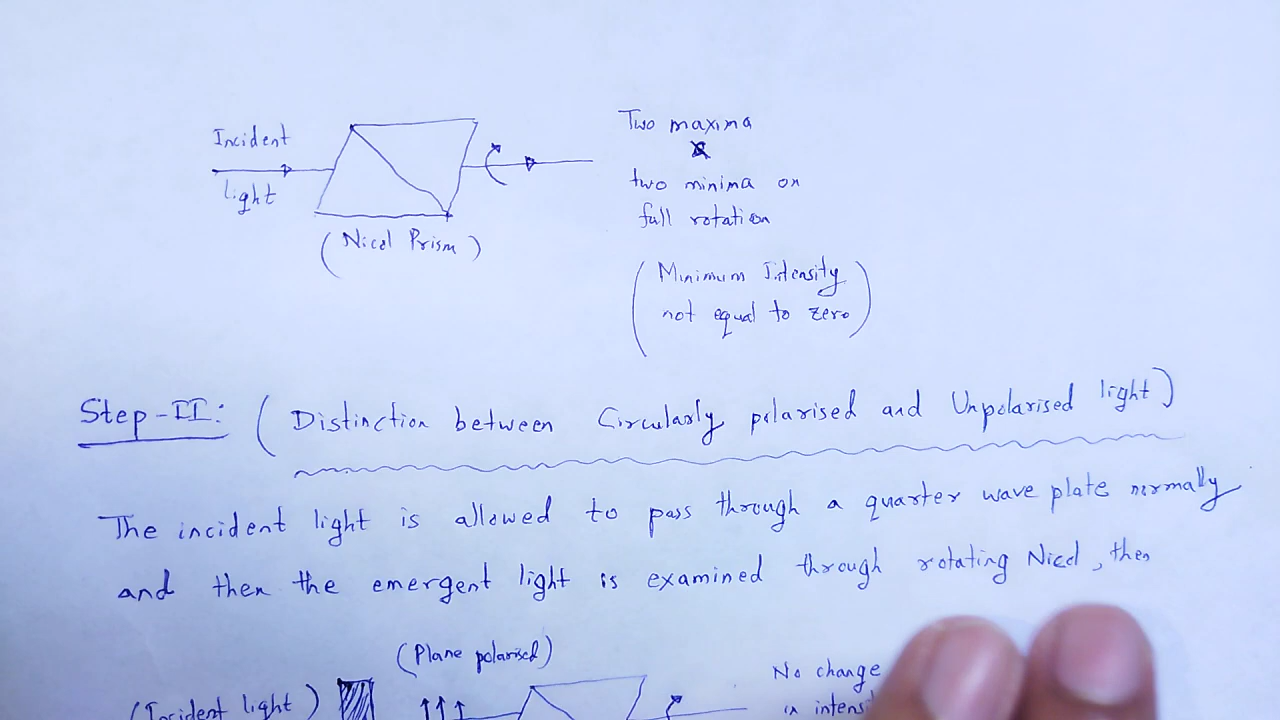 Incident
light
(Nicol Prism)
Two maxima
&
two minima on
full rotation
(Minimum Intensity
not equal to zero)
Step-II: (Distinction between Circularly polarised and Unpolarised light)
The incident light is allowed to pass through a quarter wave plate normally
and then the emergent light is examined through rotating Nicol, then
(Plane polarised)
(Incident light)
No change
in